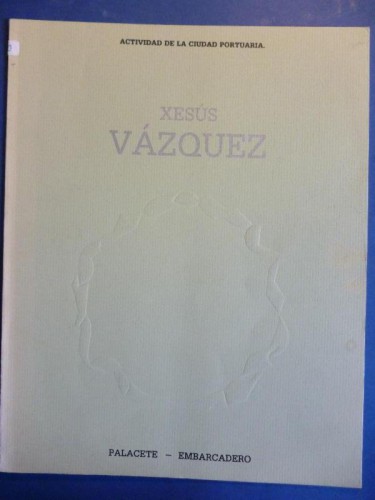 ACTIVIDAD DE LA CIUDAD PORTUARIA.
XESÚS
VÁZQUEZ
PALACETE – EMBARCADERO